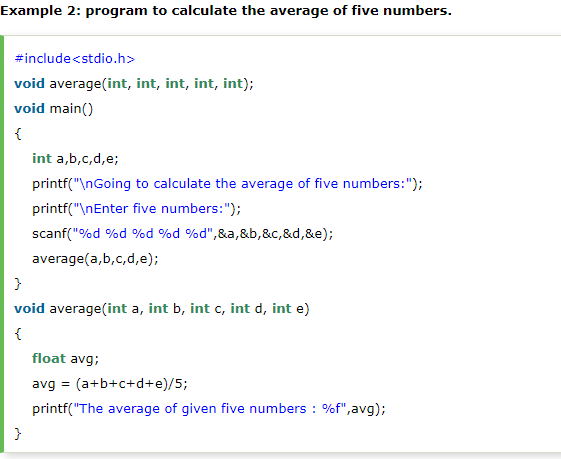 Example 2: program to calculate the average of five numbers.
#include<stdio.h>
void average(int, int, int, int, int);
void main()
{
int a,b,c,d,e;
printf("\nGoing to calculate the average of five numbers:");
printf("\nEnter five numbers:");
scanf("%d %d %d %d %d",&a,&b,&c,&d,&e);
average(a,b,c,d,e);
}
void average(int a, int b, int c, int d, int e)
{
float avg;
avg = (a+b+c+d+e)/5;
printf("The average of given five numbers : %f",avg);
}